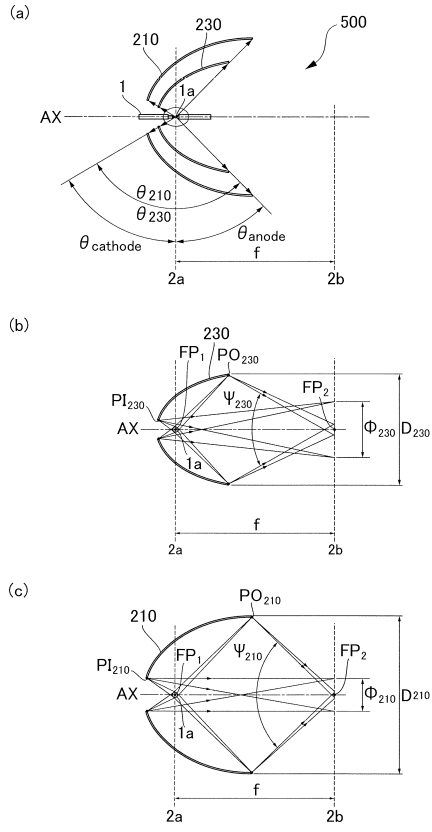 (a)
500
210
230
1
1a
AX
θ210
θ230
θcathode
θanode
f
2a
2b
(b)
230
FP1
PO230
PI230
Ψ230
FP2
AX
1a
Φ230
D230
f
2a
2b
(c)
210
PO210
PI210
FP1
Ψ210
FP2
AX
1a
Φ210
D210
f
2a
2b